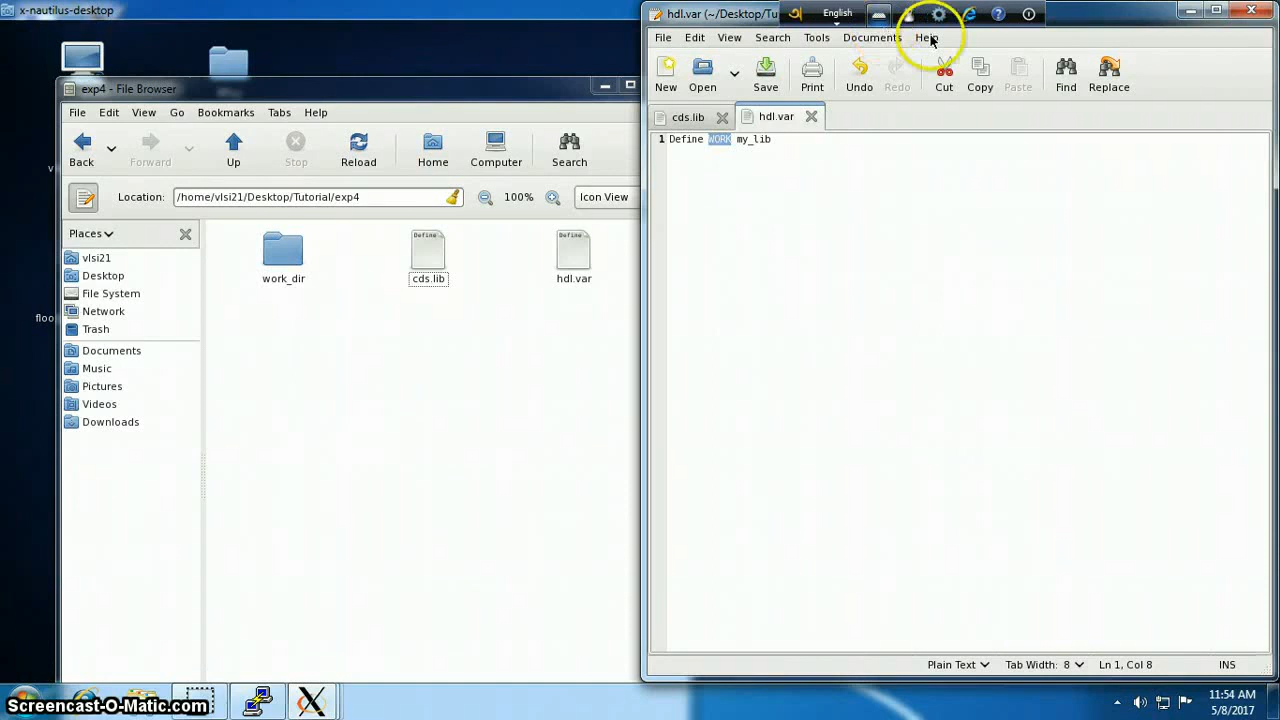 x-nautilus-desktop
exp4 - File Browser
File Edit View Go Bookmarks Tabs Help
Back Forward Up Stop Reload Home Computer Search
Location: /home/vlsi21/Desktop/Tutorial/exp4 100% Icon View
Places
vlsi21
Desktop
File System
Network
Trash
Documents
Music
Pictures
Videos
Downloads
work_dir cds.lib hdl.var
v
floo
hdl.var (~/Desktop/Tu
English
File Edit View Search Tools Documents Help
New Open Save Print Undo Redo Cut Copy Paste Find Replace
cds.lib hdl.var
1 Define WORK my_lib
Plain Text Tab Width: 8 Ln 1, Col 8 INS
Screencast-O-Matic.com
11:54 AM
5/8/2017